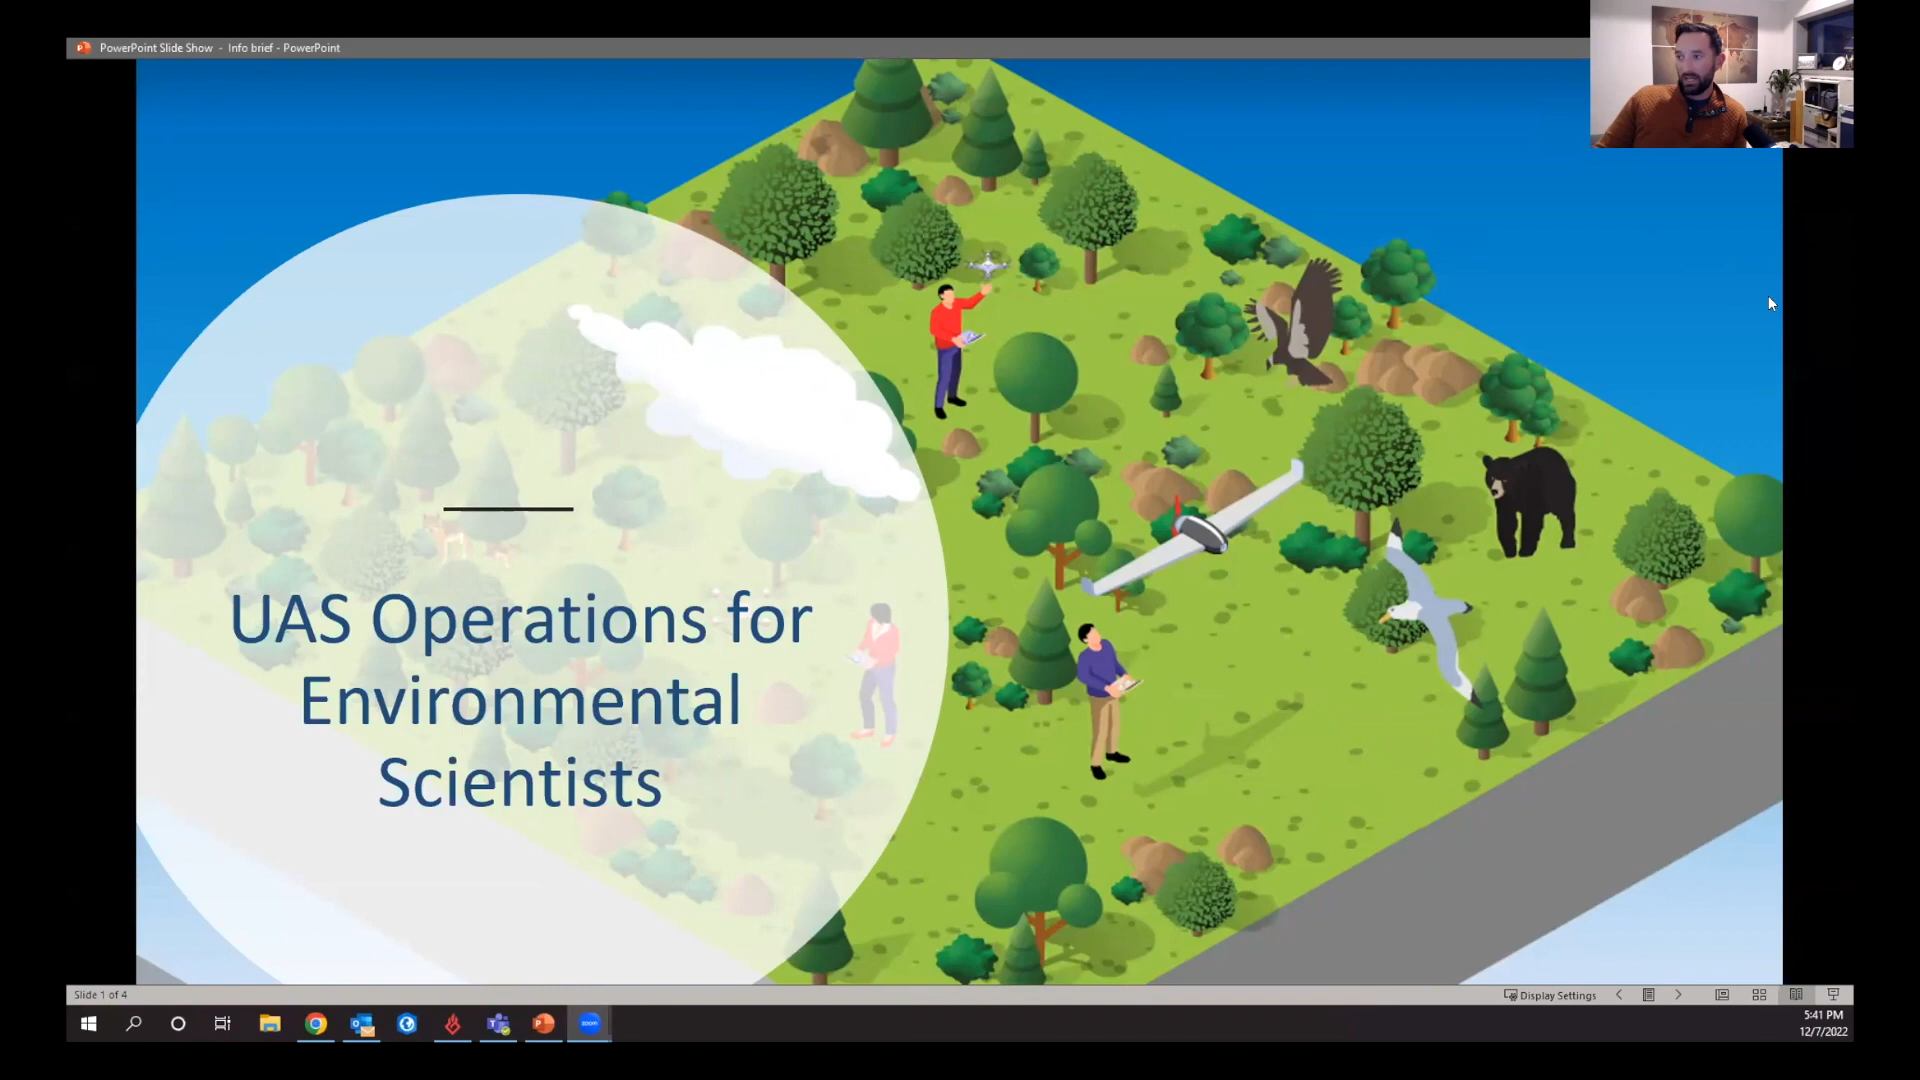 PowerPoint Slide Show - Info brief - PowerPoint
UAS Operations for
Environmental
Scientists
Slide 1 of 4
Display Settings
zoom
5:41 PM
12/7/2022